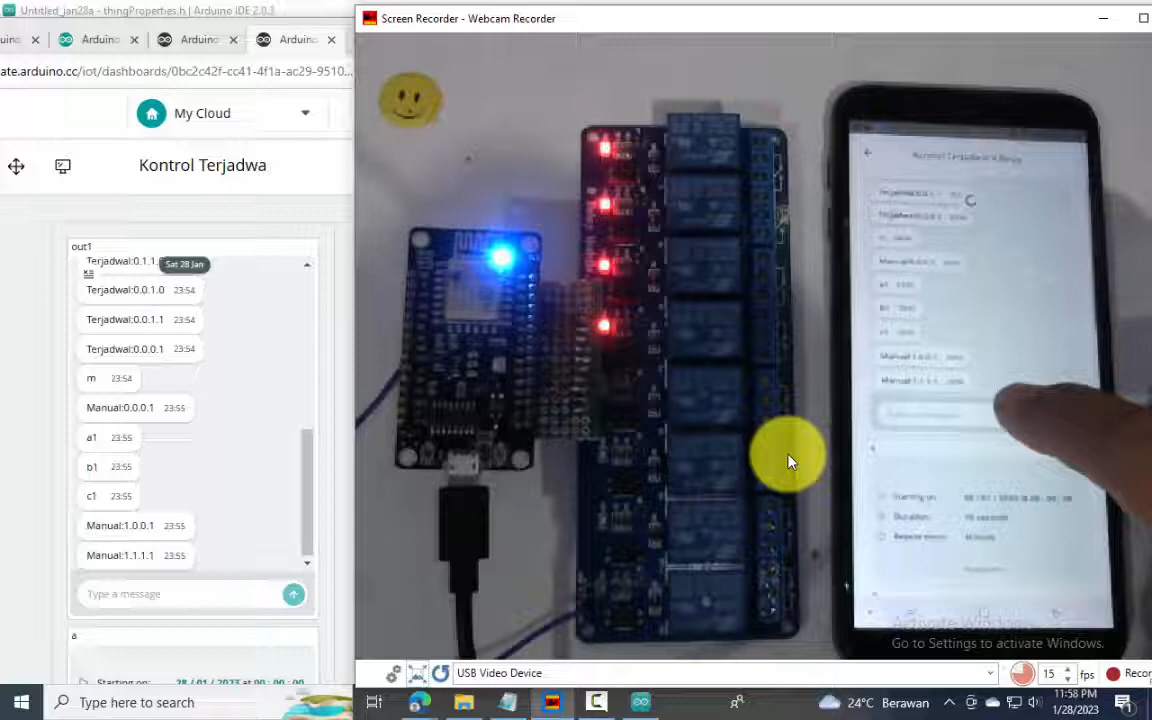 Untitled_jan28a - thingProperties.h | Arduino IDE 2.0.3
uino
Arduino
Arduino
Arduino
ate.arduino.cc/iot/dashboards/0bc2c42f-cc41-4f1a-ac29-9510...
My Cloud
Kontrol Terjadwa
out1
Terjadwal:0.1.1
Sat 28 Jan
Terjadwal:0.0.1.0 23:54
Terjadwal:0.0.1.1 23:54
Terjadwal:0.0.0.1 23:54
m 23:54
Manual:0.0.0.1 23:55
a1 23:55
b1 23:55
c1 23:55
Manual:1.0.0.1 23:55
Manual:1.1.1.1 23:55
Type a message
a
Starting on: 28 / 01 / 2023 at 00 : 00 : 00
Screen Recorder - Webcam Recorder
Starting on:
Duration:
Activate Windows
Go to Settings to activate Windows.
USB Video Device
15
fps
Recor
Type here to search
24°C Berawan
11:58 PM
1/28/2023
1